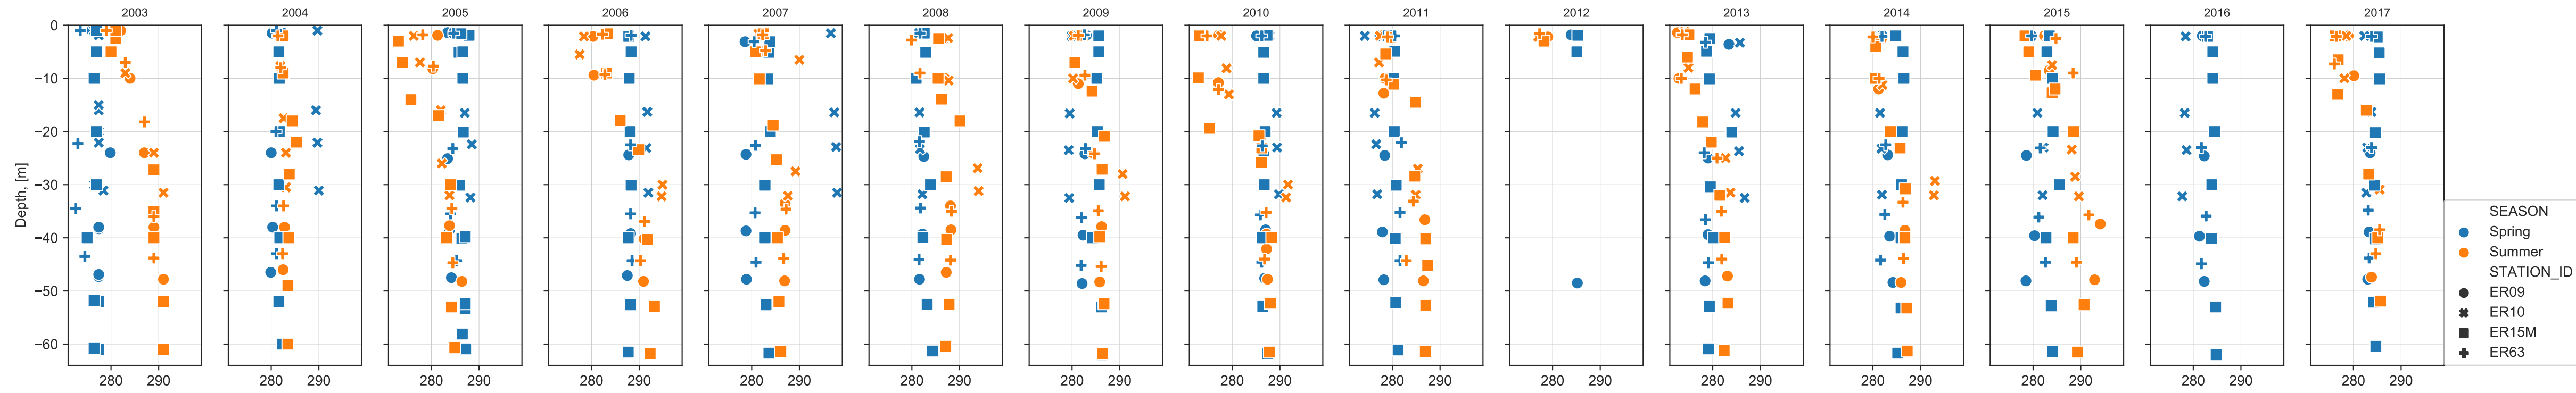 2003 2004 2005 2006 2007 2008 2009 2010 2011 2012 2013 2014 2015 2016 2017
Depth, [m]
0
−10
−20
−30
−40
−50
−60
280 290 280 290 280 290 280 290 280 290 280 290 280 290 280 290 280 290 280 290 280 290 280 290 280 290 280 290 280 290
SEASON
Spring
Summer
STATION_ID
ER09
ER10
ER15M
ER63